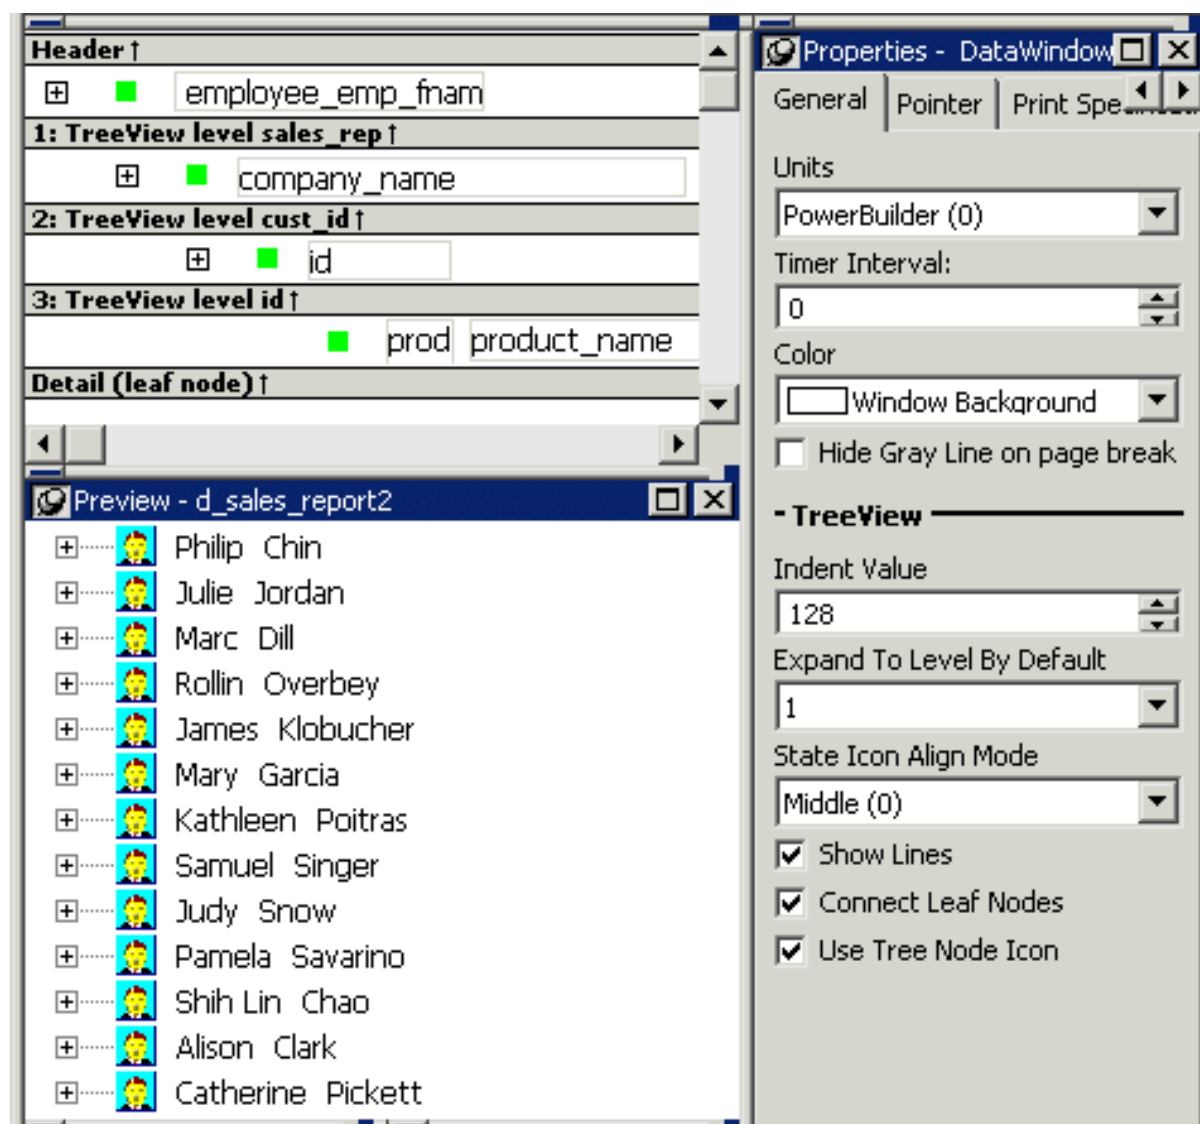 Header ↑
employee_emp_fnam
1: TreeView level sales_rep ↑
company_name
2: TreeView level cust_id ↑
id
3: TreeView level id ↑
prod product_name
Detail (leaf node) ↑
Preview - d_sales_report2
Philip Chin
Julie Jordan
Marc Dill
Rollin Overbey
James Klobucher
Mary Garcia
Kathleen Poitras
Samuel Singer
Judy Snow
Pamela Savarino
Shih Lin Chao
Alison Clark
Catherine Pickett
Properties - DataWindow
General Pointer Print
Units
PowerBuilder (0)
Timer Interval:
0
Color
Window Background
Hide Gray Line on page break
- TreeView
Indent Value
128
Expand To Level By Default
1
State Icon Align Mode
Middle (0)
Show Lines
Connect Leaf Nodes
Use Tree Node Icon